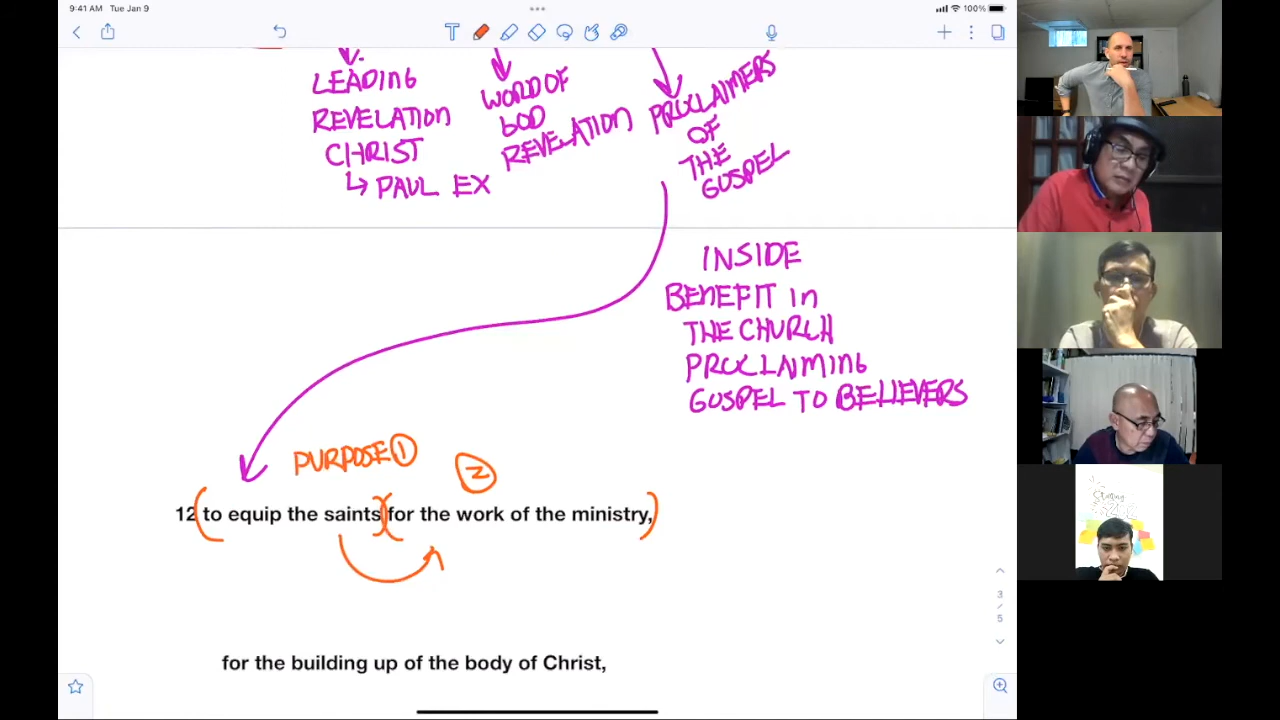 9:41 AM Tue Jan 9
100%
LEADING
REVELATION
CHRIST
↳ PAUL EX
WORD OF
GOD
REVELATION
PROCLAIMERS
OF
THE
GOSPEL
INSIDE
BENEFIT in
THE CHURCH
PROCLAIMING
GOSPEL TO BELIEVERS
PURPOSE ①
②
12 to equip the saints for the work of the ministry,
for the building up of the body of Christ,
3
/
5